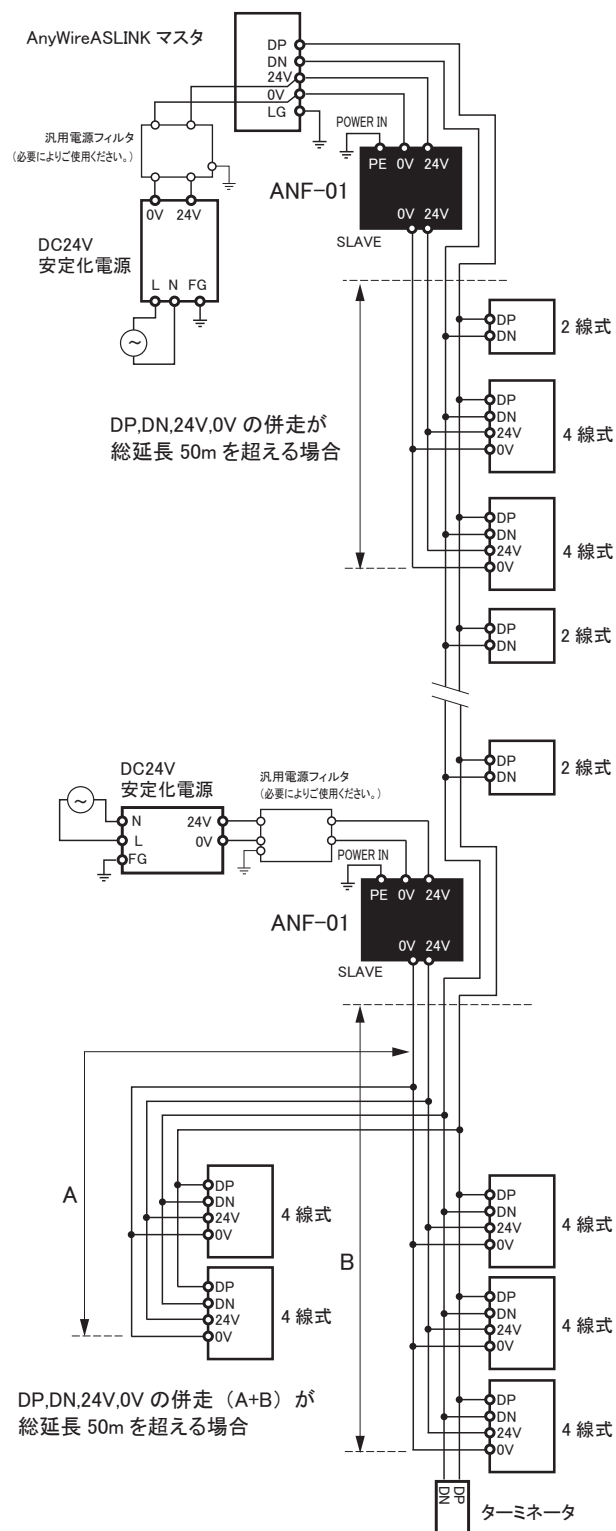 AnyWireASLINK マスタ
DP
DN
24V
0V
LG
汎用電源フィルタ
（必要によりご使用ください。）
POWER IN
PE 0V 24V
ANF-01
0V 24V
SLAVE
0V 24V
DC24V
安定化電源
L N FG
DP
DN
2 線式
DP
DN
24V
0V
4 線式
DP,DN,24V,0V の併走が
総延長 50m を超える場合
DP
DN
24V
0V
4 線式
DP
DN
2 線式
DP
DN
2 線式
DC24V
安定化電源
N
L
FG
24V
0V
汎用電源フィルタ
（必要によりご使用ください。）
POWER IN
PE 0V 24V
ANF-01
0V 24V
SLAVE
A
DP
DN
24V
0V
4 線式
DP
DN
24V
0V
4 線式
B
DP
DN
24V
0V
4 線式
DP
DN
24V
0V
4 線式
DP
DN
24V
0V
4 線式
DP,DN,24V,0V の併走（A+B）が
総延長 50m を超える場合
DN
DP
ターミネータ